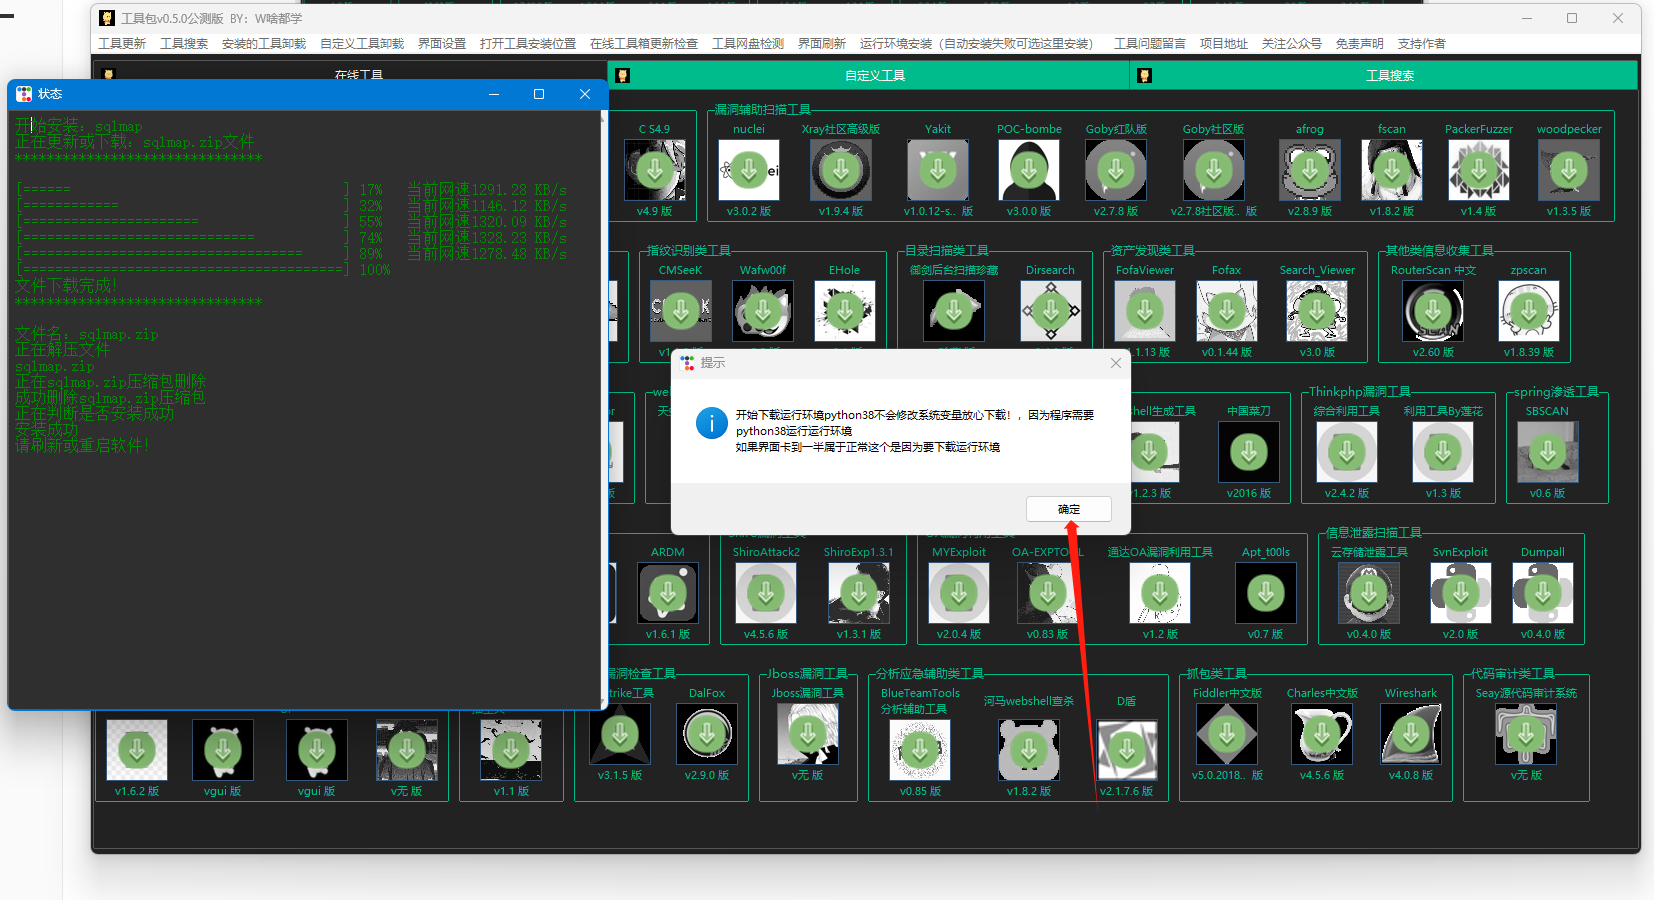 工具包v0.5.0公测版 BY：W啥都学
工具更新 工具搜索 安装的工具卸载 自定义工具卸载 界面设置 打开工具安装位置 在线工具箱更新检查 工具网盘检测 界面刷新 运行环境安装（自动安装失败可选这里安装） 工具问题留言 项目地址 关注公众号 免责声明 支持作者
在线工具 自定义工具 工具搜索
状态
开始安装：sqlmap
正在更新或下载：sqlmap.zip文件
*******************************
[====== ] 17% 当前网速1291.28 KB/s
[============ ] 32% 当前网速1146.12 KB/s
[====================== ] 55% 当前网速1320.09 KB/s
[============================= ] 74% 当前网速1328.23 KB/s
[=================================== ] 89% 当前网速1278.48 KB/s
[========================================] 100%
文件下载完成!
*******************************
文件名：sqlmap.zip
正在解压文件
sqlmap.zip
正在sqlmap.zip压缩包删除
成功删除sqlmap.zip压缩包
正在判断是否安装成功
安装成功
请刷新或重启软件!
漏洞辅助扫描工具
C S4.9 nuclei Xray社区高级版 Yakit POC-bombe Goby红队版 Goby社区版 afrog fscan PackerFuzzer woodpecker
v4.9 版 v3.0.2 版 v1.9.4 版 v1.0.12-s.. 版 v3.0.0 版 v2.7.8 版 v2.7.8社区版.. 版 v2.8.9 版 v1.8.2 版 v1.4 版 v1.3.5 版
指纹识别类工具 目录扫描类工具 资产发现类工具 其他类信息收集工具
CMSeeK Wafw00f EHole 御剑后台扫描珍藏 Dirsearch FofaViewer Fofax Search_Viewer RouterScan 中文 zpscan
1.1.13 版 v0.1.44 版 v3.0 版 v2.60 版 v1.8.39 版
提示
开始下载运行环境python38不会修改系统变量放心下载！，因为程序需要
python38运行运行环境
如果界面卡到一半属于正常这个是因为要下载运行环境
确定
Thinkphp漏洞工具 spring渗透工具
hell生成工具 中国菜刀 综合利用工具 利用工具By莲花 SBSCAN
1.2.3 版 v2016 版 v2.4.2 版 v1.3 版 v0.6 版
信息泄露扫描工具
ARDM ShiroAttack2 ShiroExp1.3.1 MYExploit OA-EXPTOOL 通达OA漏洞利用工具 Apt_t00ls 云存储泄露工具 SvnExploit Dumpall
v1.6.1 版 v4.5.6 版 v1.3.1 版 v2.0.4 版 v0.83 版 v1.2 版 v0.7 版 v0.4.0 版 v2.0 版 v0.4.0 版
漏洞检查工具 Jboss漏洞工具 分析应急辅助类工具 抓包类工具 代码审计类工具
trike工具 DalFox Jboss漏洞工具 BlueTeamTools
分析辅助工具 河马webshell查杀 D盾 Fiddler中文版 Charles中文版 Wireshark Seay源代码审计系统
v3.1.5 版 v2.9.0 版 v无 版 v5.0.2018.. 版 v4.5.6 版 v4.0.8 版 v无 版
v1.6.2 版 vgui 版 vgui 版 v无 版 v1.1 版 v0.85 版 v1.8.2 版 v2.1.7.6 版